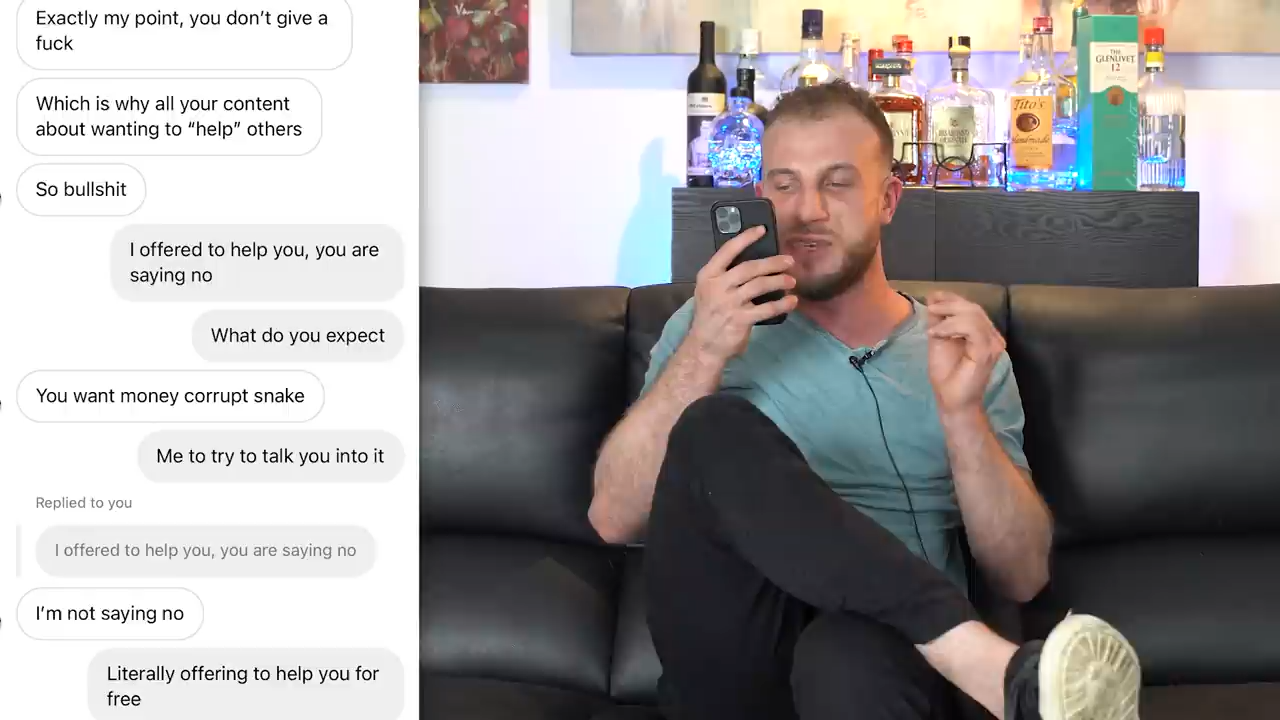 Exactly my point, you don’t give a
fuck
Which is why all your content
about wanting to “help” others
So bullshit
I offered to help you, you are
saying no
What do you expect
You want money corrupt snake
Me to try to talk you into it
Replied to you
I offered to help you, you are saying no
I’m not saying no
Literally offering to help you for
free
THE
GLENLIVET
12
Tito's
Handmade